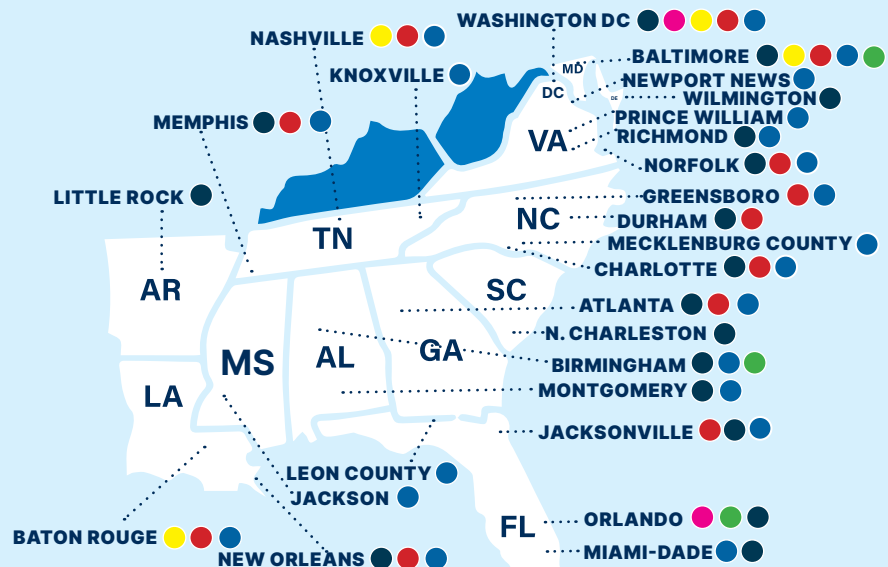 WASHINGTON DC
NASHVILLE
BALTIMORE
MD
KNOXVILLE
NEWPORT NEWS
DC
DE
WILMINGTON
PRINCE WILLIAM
MEMPHIS
RICHMOND
VA
NORFOLK
LITTLE ROCK
GREENSBORO
NC
DURHAM
TN
MECKLENBURG COUNTY
CHARLOTTE
AR
SC
ATLANTA
N. CHARLESTON
GA
AL
MS
BIRMINGHAM
MONTGOMERY
LA
JACKSONVILLE
LEON COUNTY
JACKSON
FL
ORLANDO
BATON ROUGE
MIAMI-DADE
NEW ORLEANS